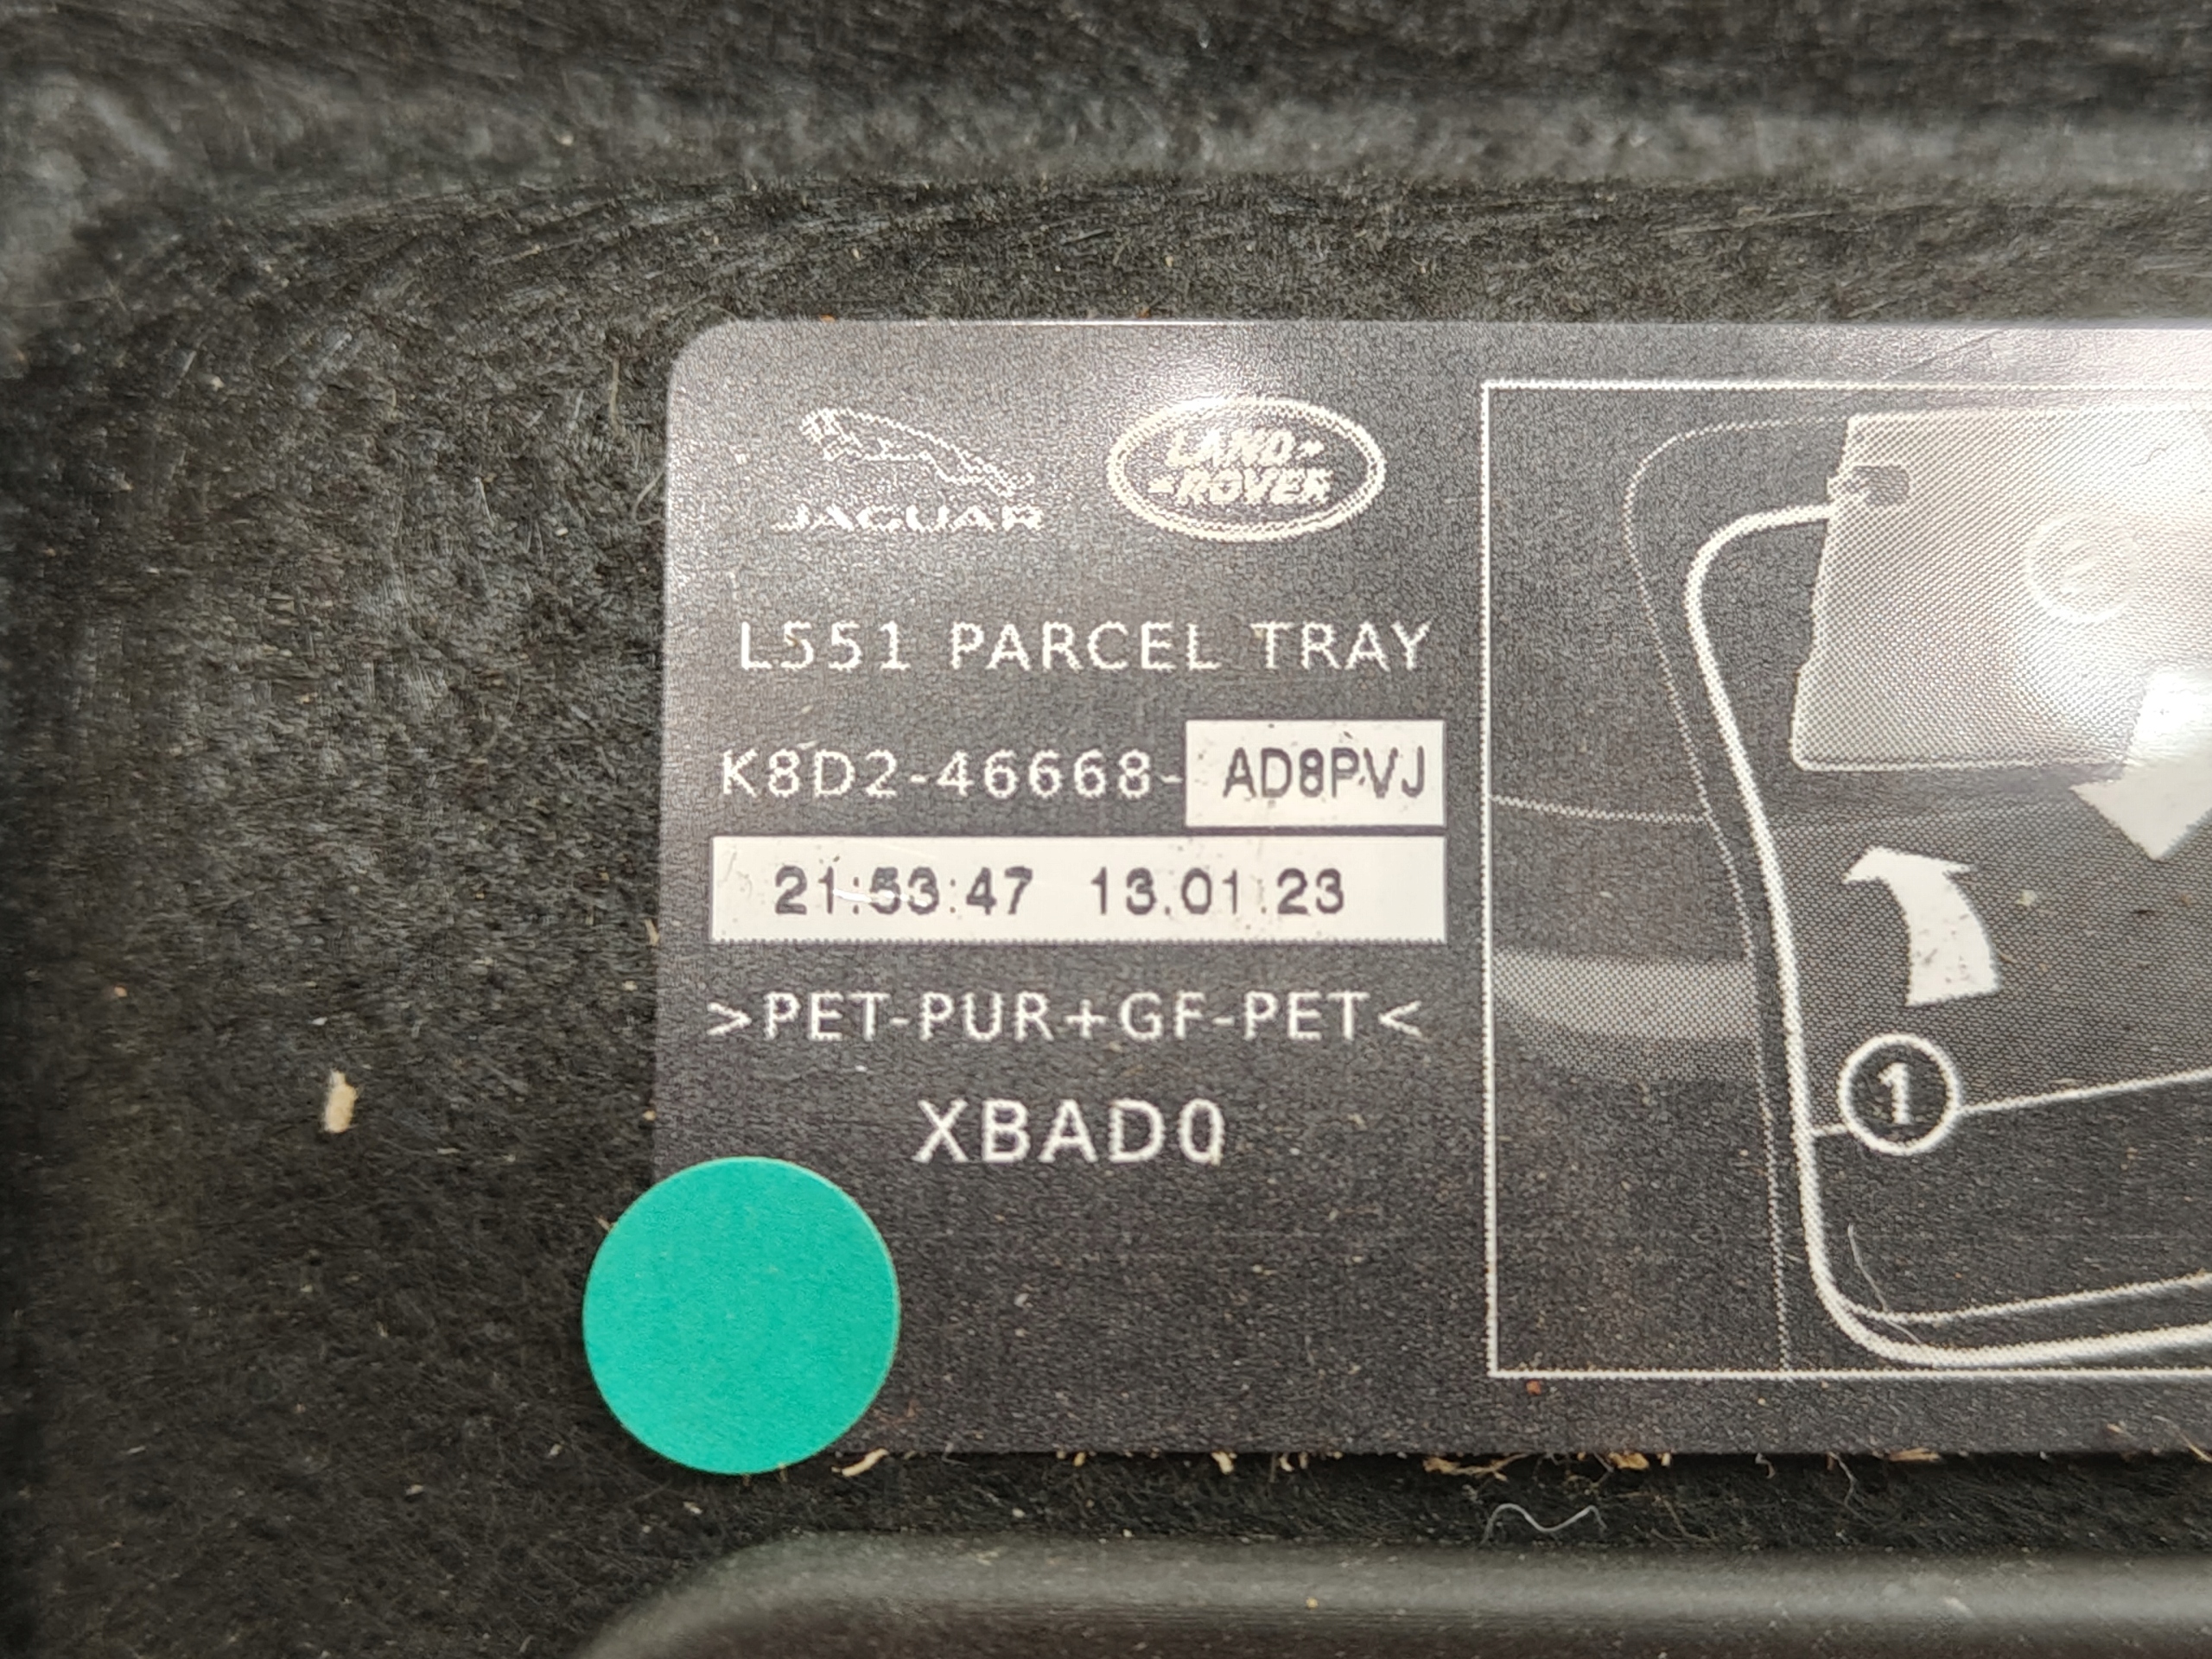 JAGUAR
LAND
ROVER
L551 PARCEL TRAY
K8D2-46668- AD8PVJ
21:53:47 13.01.23
>PET-PUR+GF-PET<
XBAD0
2
1